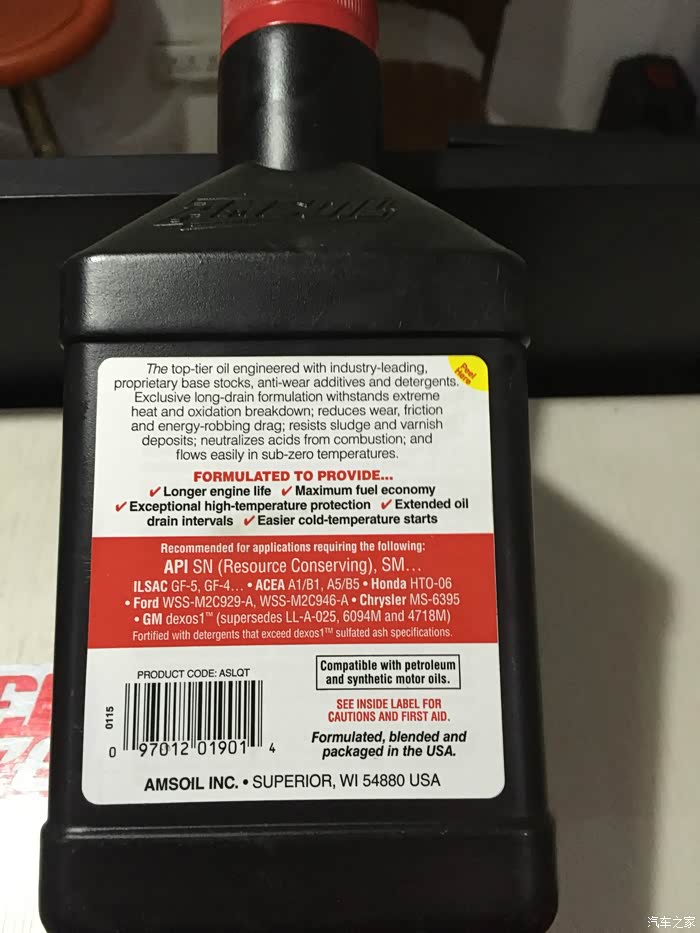 AMSOIL
The top-tier oil engineered with industry-leading,
proprietary base stocks, anti-wear additives and detergents.
Exclusive long-drain formulation withstands extreme
heat and oxidation breakdown; reduces wear, friction
and energy-robbing drag; resists sludge and varnish
deposits; neutralizes acids from combustion; and
flows easily in sub-zero temperatures.
Peel
Here
FORMULATED TO PROVIDE...
✓ Longer engine life ✓ Maximum fuel economy
✓ Exceptional high-temperature protection ✓ Extended oil
drain intervals ✓ Easier cold-temperature starts
Recommended for applications requiring the following:
API SN (Resource Conserving), SM...
ILSAC GF-5, GF-4... • ACEA A1/B1, A5/B5 • Honda HTO-06
• Ford WSS-M2C929-A, WSS-M2C946-A • Chrysler MS-6395
• GM dexos1™ (supersedes LL-A-025, 6094M and 4718M)
Fortified with detergents that exceed dexos1™ sulfated ash specifications.
PRODUCT CODE: ASLQT
0115
0 97012 01901 4
Compatible with petroleum
and synthetic motor oils.
SEE INSIDE LABEL FOR
CAUTIONS AND FIRST AID.
Formulated, blended and
packaged in the USA.
AMSOIL INC. • SUPERIOR, WI 54880 USA
汽车之家